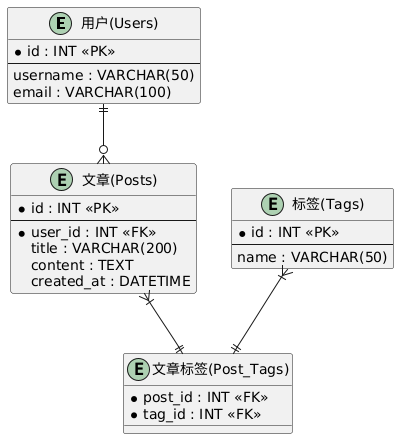 E 用户(Users)
• id : INT «PK»
username : VARCHAR(50)
email : VARCHAR(100)
E 文章(Posts)
• id : INT «PK»
• user_id : INT «FK»
title : VARCHAR(200)
content : TEXT
created_at : DATETIME
E 标签(Tags)
• id : INT «PK»
name : VARCHAR(50)
E 文章标签(Post_Tags)
• post_id : INT «FK»
• tag_id : INT «FK»